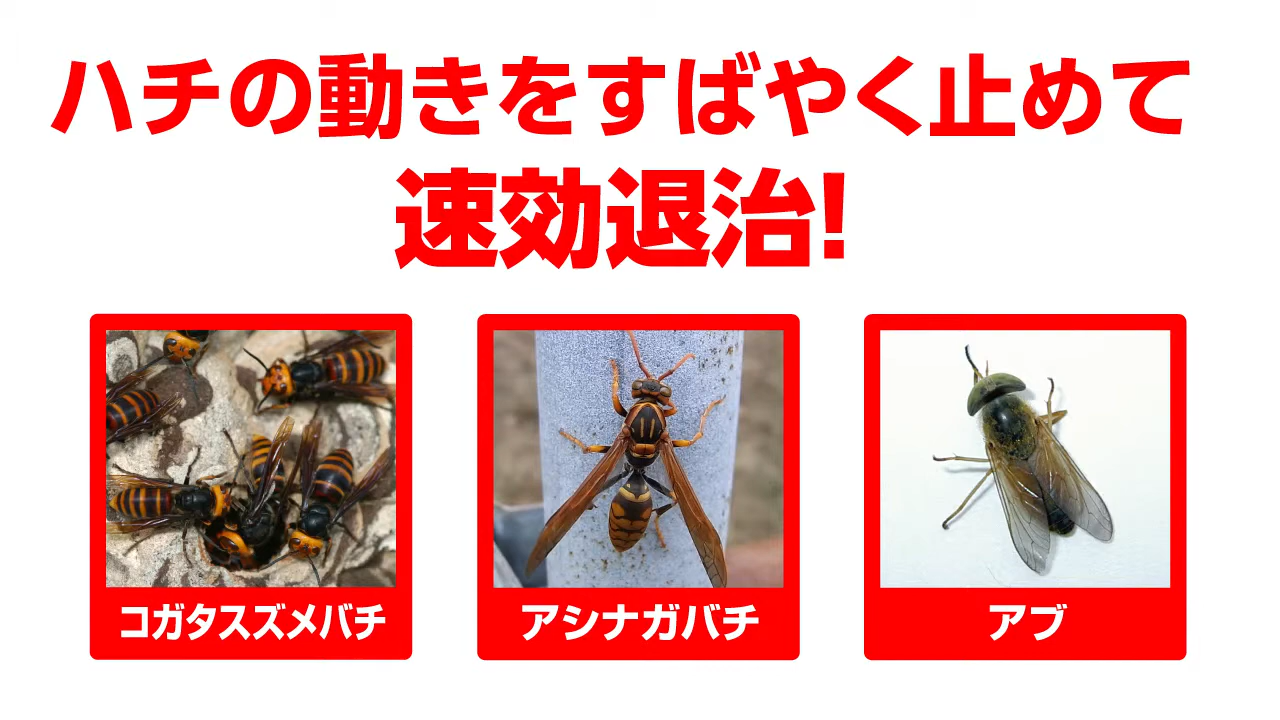 ハチの動きをすばやく止めて
速効退治!
コガタスズメバチ
アシナガバチ
アブ